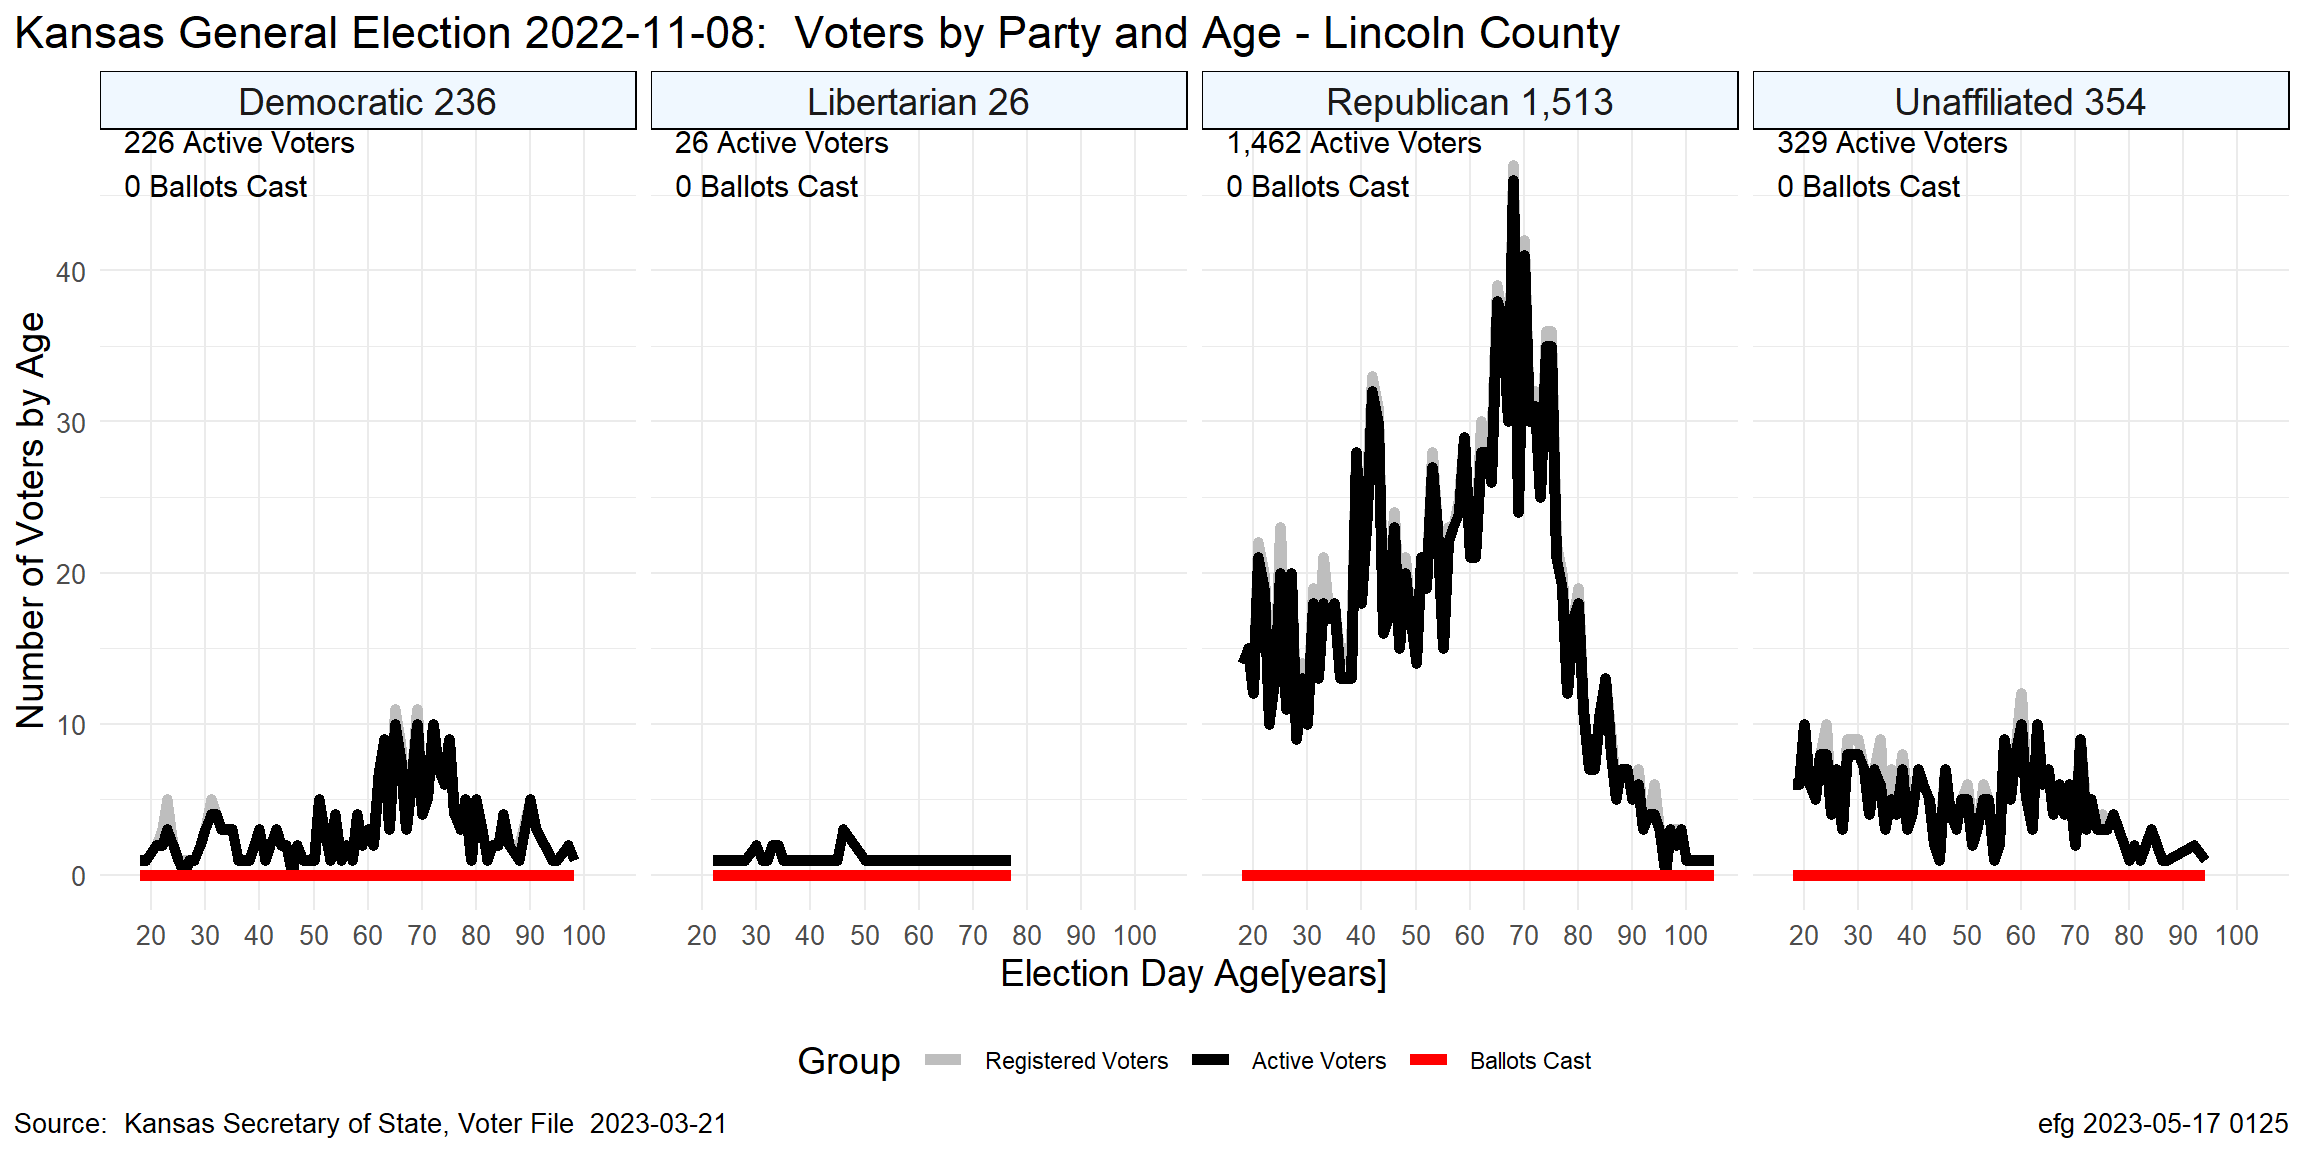 Kansas General Election 2022-11-08:  Voters by Party and Age - Lincoln County
Democratic 236
Libertarian 26
Republican 1,513
Unaffiliated 354
226 Active Voters
0 Ballots Cast
26 Active Voters
0 Ballots Cast
1,462 Active Voters
0 Ballots Cast
329 Active Voters
0 Ballots Cast
Number of Voters by Age
40
30
20
10
0
20 30 40 50 60 70 80 90 100
20 30 40 50 60 70 80 90 100
20 30 40 50 60 70 80 90 100
20 30 40 50 60 70 80 90 100
Election Day Age[years]
Group Registered Voters Active Voters Ballots Cast
Source:  Kansas Secretary of State, Voter File  2023-03-21
efg 2023-05-17 0125